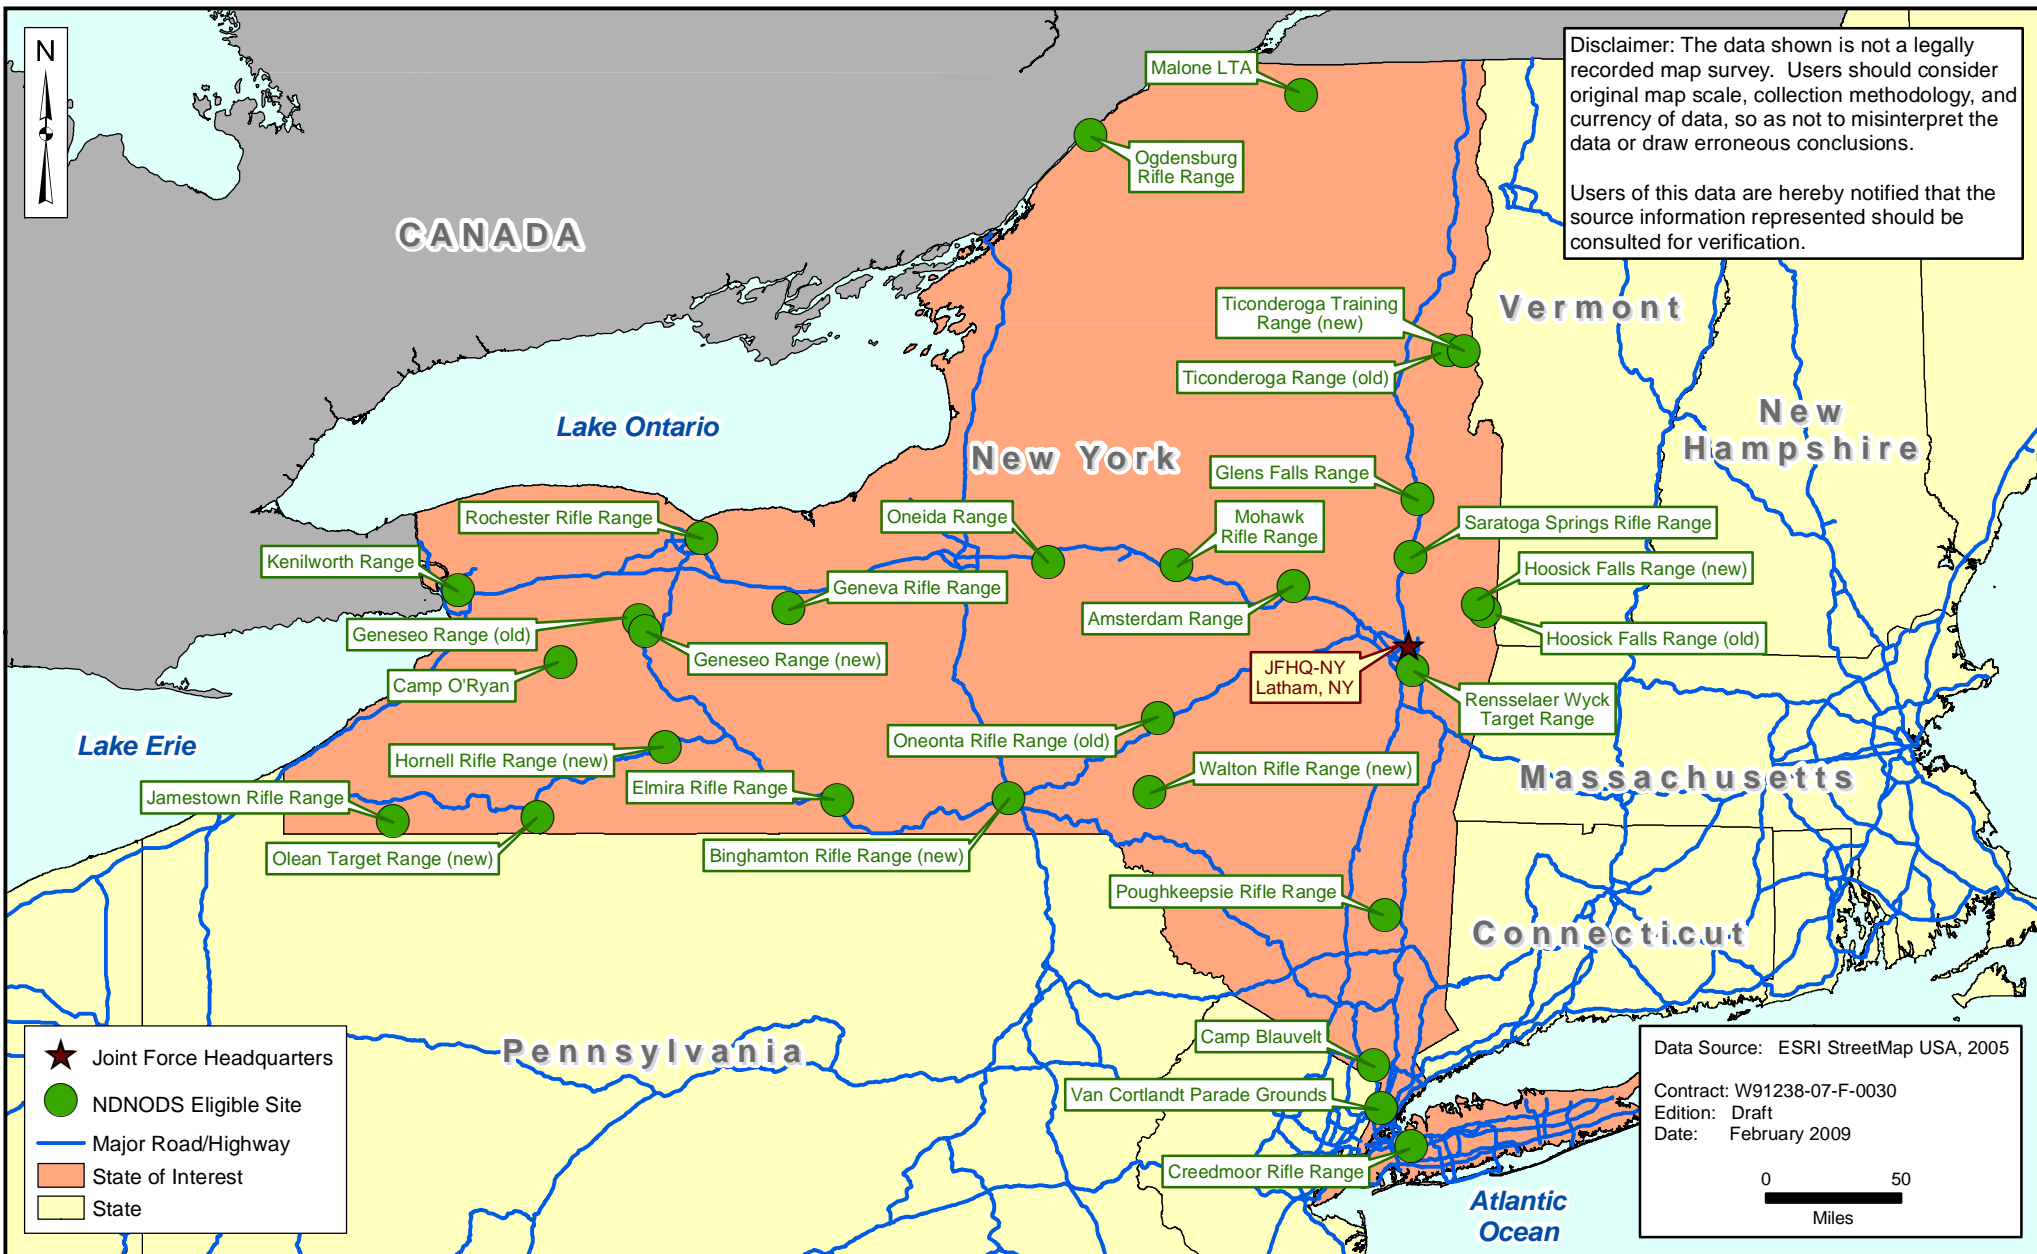 N
Disclaimer: The data shown is not a legally
recorded map survey. Users should consider
original map scale, collection methodology, and
currency of data, so as not to misinterpret the
data or draw erroneous conclusions.
Users of this data are hereby notified that the
source information represented should be
consulted for verification.
Malone LTA
Ogdensburg
Rifle Range
CANADA
Ticonderoga Training
Range (new)
Vermont
Ticonderoga Range (old)
Lake Ontario
New
Hampshire
New York
Glens Falls Range
Rochester Rifle Range
Oneida Range
Mohawk
Rifle Range
Saratoga Springs Rifle Range
Kenilworth Range
Geneva Rifle Range
Hoosick Falls Range (new)
Amsterdam Range
Geneseo Range (old)
Hoosick Falls Range (old)
Geneseo Range (new)
Camp O'Ryan
JFHQ-NY
Latham, NY
Rensselaer Wyck
Target Range
Lake Erie
Oneonta Rifle Range (old)
Hornell Rifle Range (new)
Walton Rifle Range (new)
Massachusetts
Jamestown Rifle Range
Elmira Rifle Range
Olean Target Range (new)
Binghamton Rifle Range (new)
Poughkeepsie Rifle Range
Connecticut
Camp Blauvelt
Pennsylvania
Van Cortlandt Parade Grounds
Creedmoor Rifle Range
Atlantic
Ocean
Joint Force Headquarters
NDNODS Eligible Site
Major Road/Highway
State of Interest
State
Data Source: ESRI StreetMap USA, 2005
Contract: W91238-07-F-0030
Edition: Draft
Date: February 2009
0 50
Miles